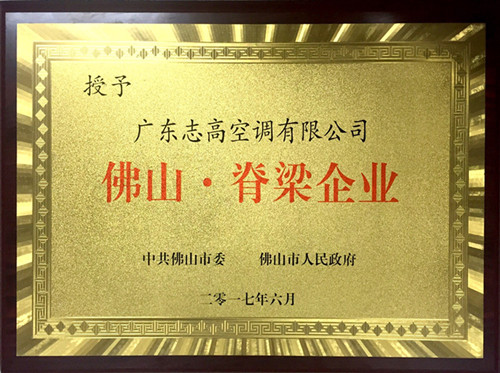 授予
广东志高空调有限公司
佛山·脊梁企业
中共佛山市委 佛山市人民政府
二零一七年六月